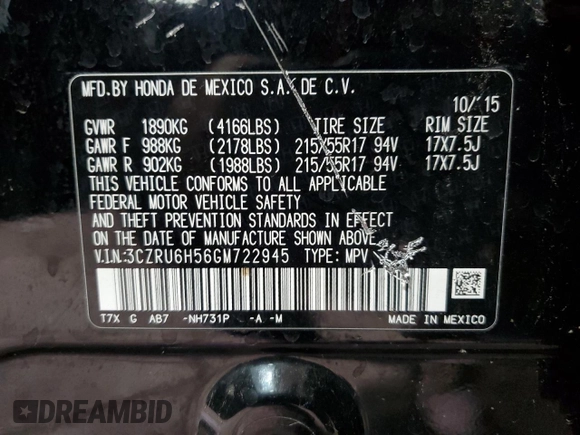 MFD. BY HONDA DE MEXICO S.A. DE C.V.
10/'15
GVWR 1890KG (4166LBS) TIRE SIZE RIM SIZE
GAWR F 988KG (2178LBS) 215/55R17 94V 17X7.5J
GAWR R 902KG (1988LBS) 215/55R17 94V 17X7.5J
THIS VEHICLE CONFORMS TO ALL APPLICABLE
FEDERAL MOTOR VEHICLE SAFETY
AND THEFT PREVENTION STANDARDS IN EFFECT
ON THE DATE OF MANUFACTURE SHOWN ABOVE.
V.I.N.:3CZRU6H56GM722945 TYPE: MPV
T7X G AB7 -NH731P -A -M MADE IN MEXICO
DREAMBID